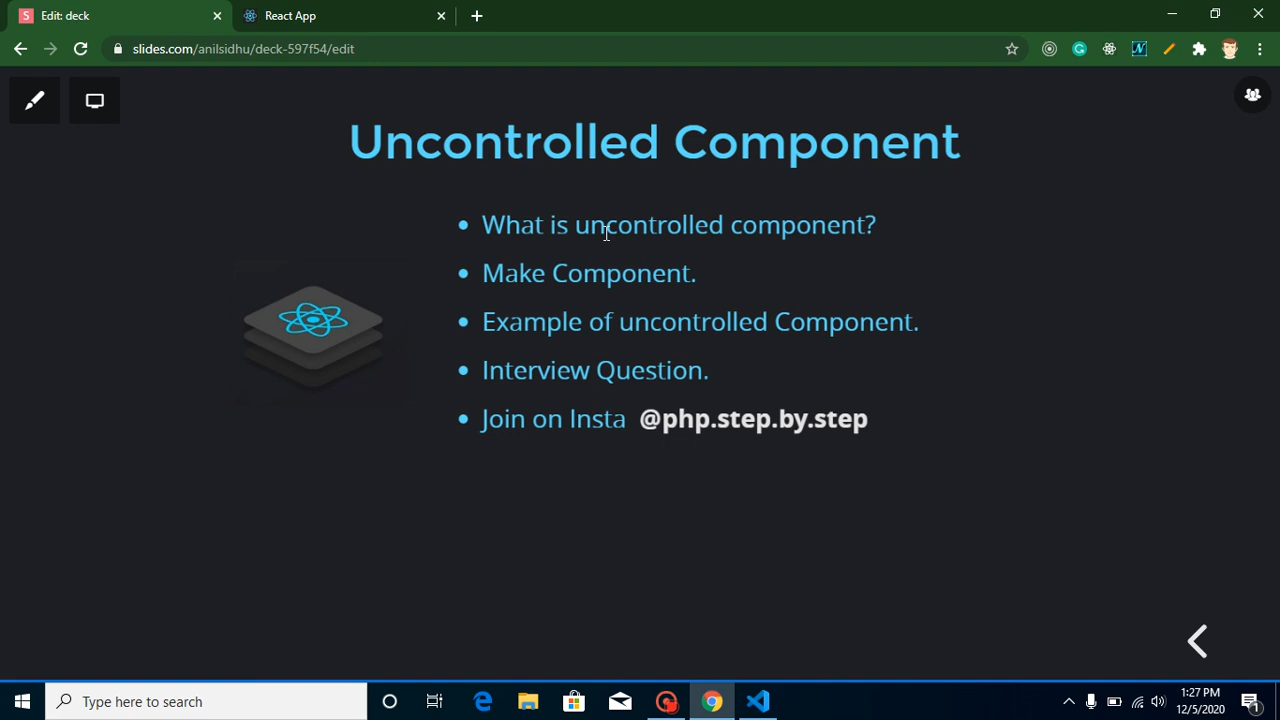 Edit: deck
React App
slides.com/anilsidhu/deck-597f54/edit
Uncontrolled Component
What is uncontrolled component?
Make Component.
Example of uncontrolled Component.
Interview Question.
Join on Insta @php.step.by.step
Type here to search
1:27 PM
12/5/2020